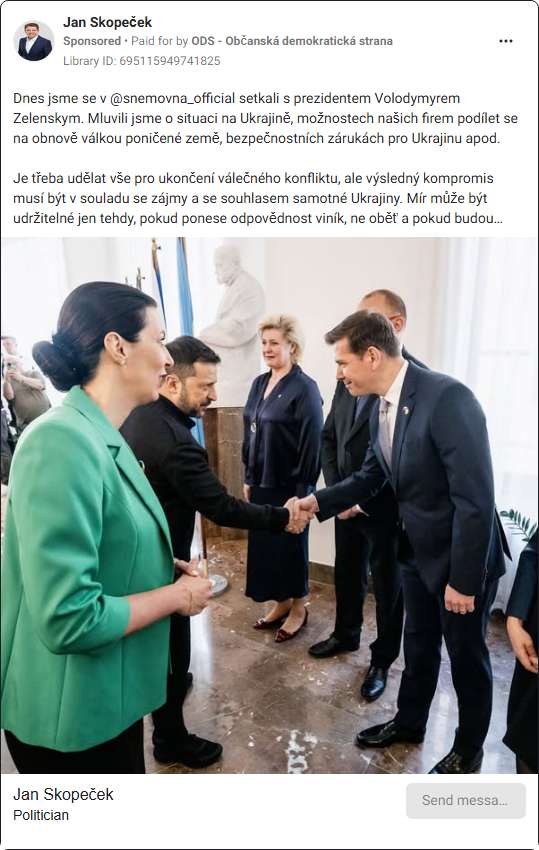 Jan Skopeček
Sponsored • Paid for by ODS - Občanská demokratická strana
Library ID: 695115949741825
Dnes jsme se v @snemovna_official setkali s prezidentem Volodymyrem
Zelenskym. Mluvili jsme o situaci na Ukrajině, možnostech našich firem podílet se
na obnově válkou poničené země, bezpečnostních zárukách pro Ukrajinu apod.
Je třeba udělat vše pro ukončení válečného konfliktu, ale výsledný kompromis
musí být v souladu se zájmy a se souhlasem samotné Ukrajiny. Mír může být
udržitelné jen tehdy, pokud ponese odpovědnost viník, ne oběť a pokud budou...
Jan Skopeček
Politician
Send messa...